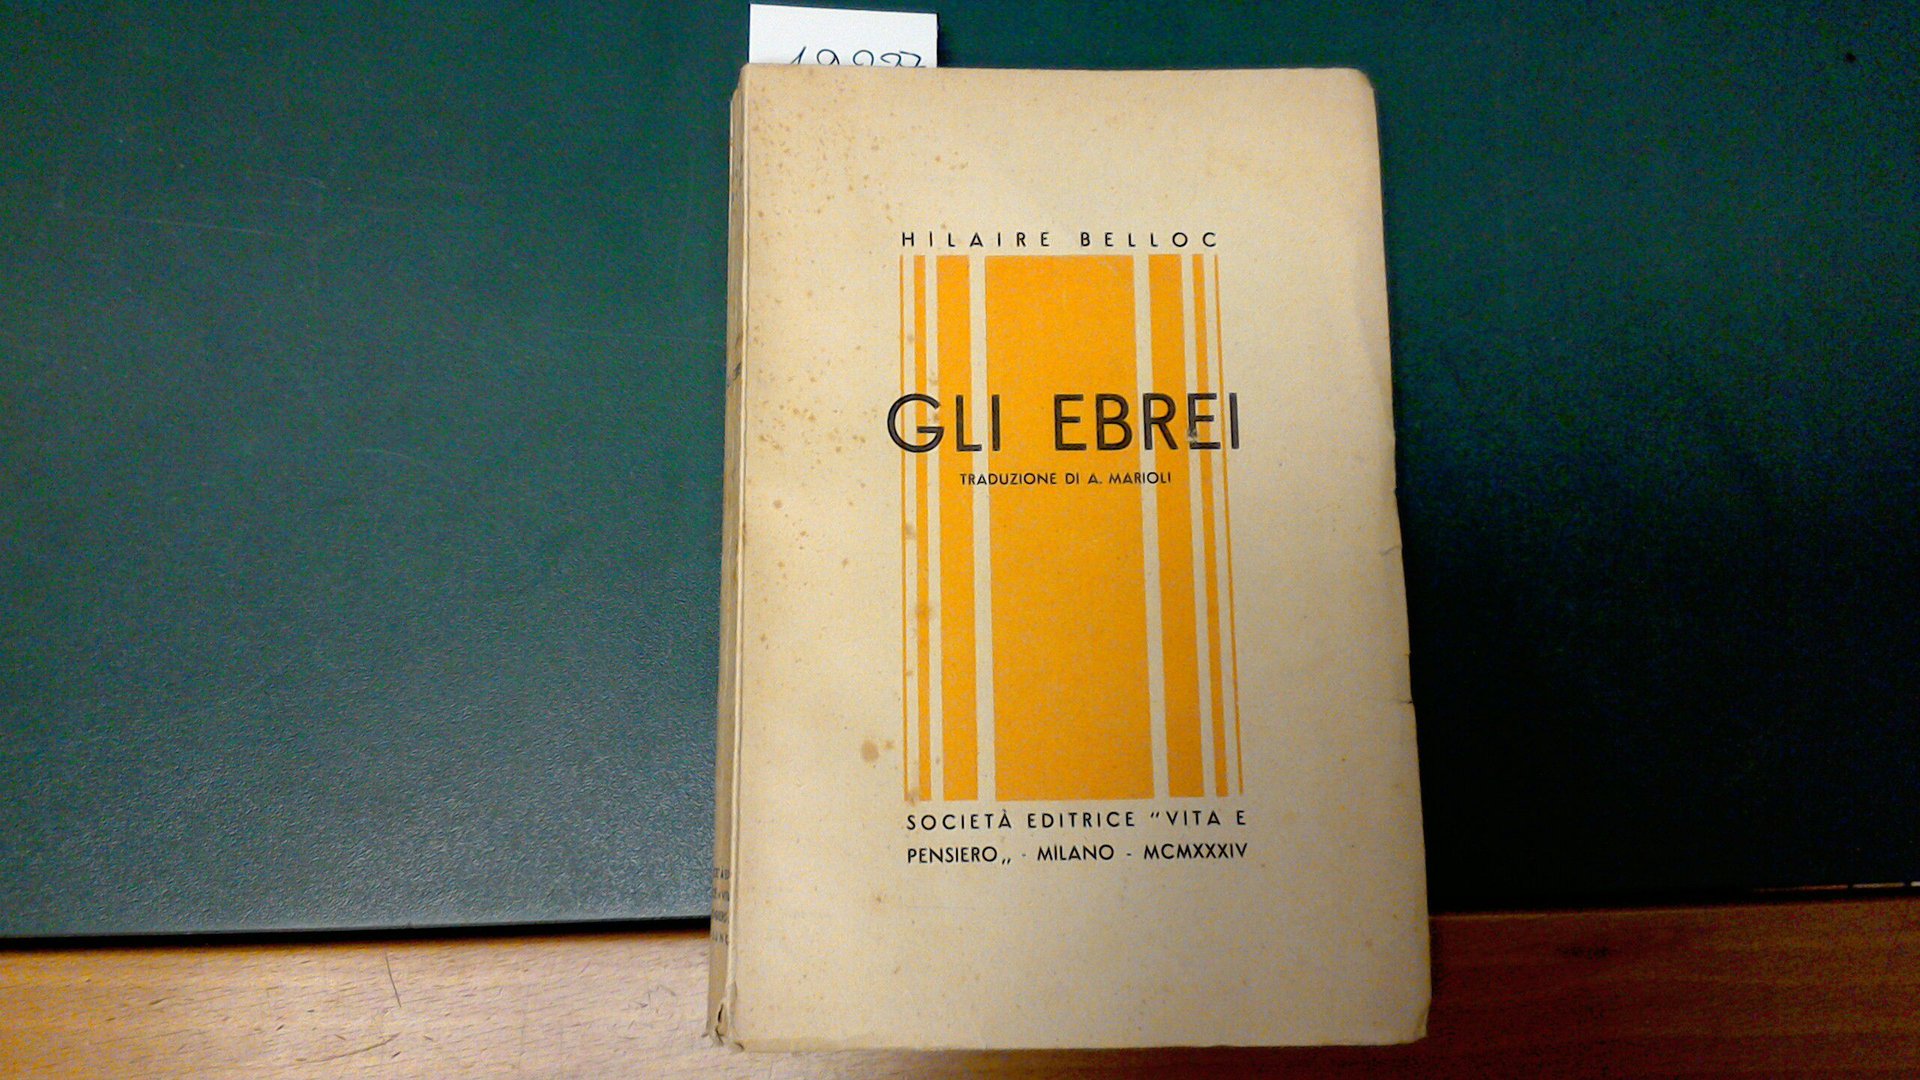 HILAIRE BELLOC
GLI EBREI
TRADUZIONE DI A. MARIOLI
SOCIETÀ EDITRICE "VITA E
PENSIERO„ - MILANO - MCMXXXIV